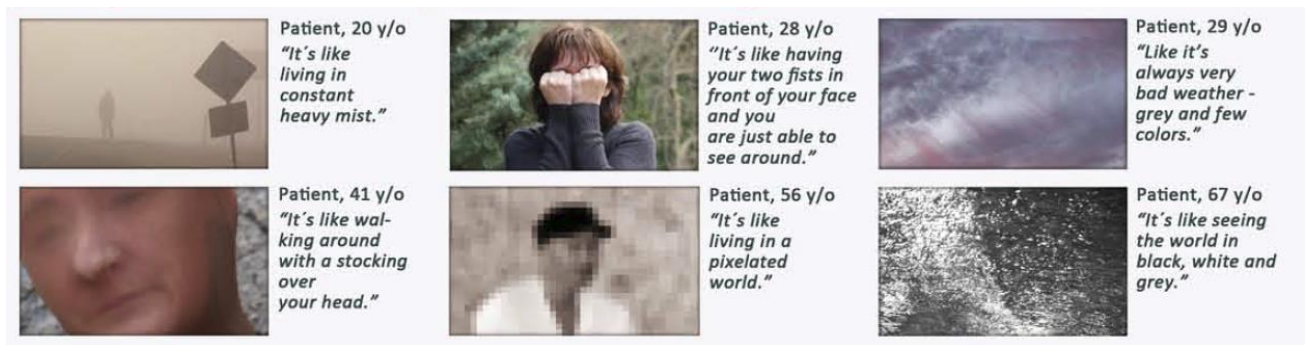 Patient, 20 y/o
“It´s like
living in
constant
heavy mist.”
Patient, 28 y/o
“It´s like having
your two fists in
front of your face
and you
are just able to
see around.”
Patient, 29 y/o
“Like it’s
always very
bad weather -
grey and few
colors.”
Patient, 41 y/o
“It´s like wal-
king around
with a stocking
over
your head.”
Patient, 56 y/o
“It´s like
living in a
pixelated
world.”
Patient, 67 y/o
“It´s like seeing
the world in
black, white and
grey.”